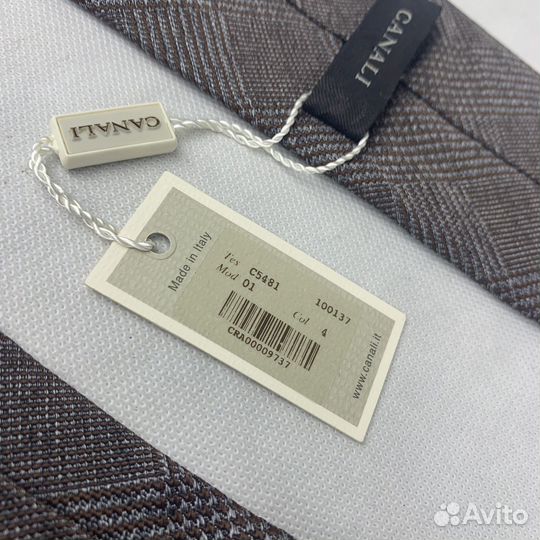 CANALI
CANALI
Made in Italy
Tes C5481 100137
Mod 01 Col. 4
CRA00009737
www.canali.it
Avito